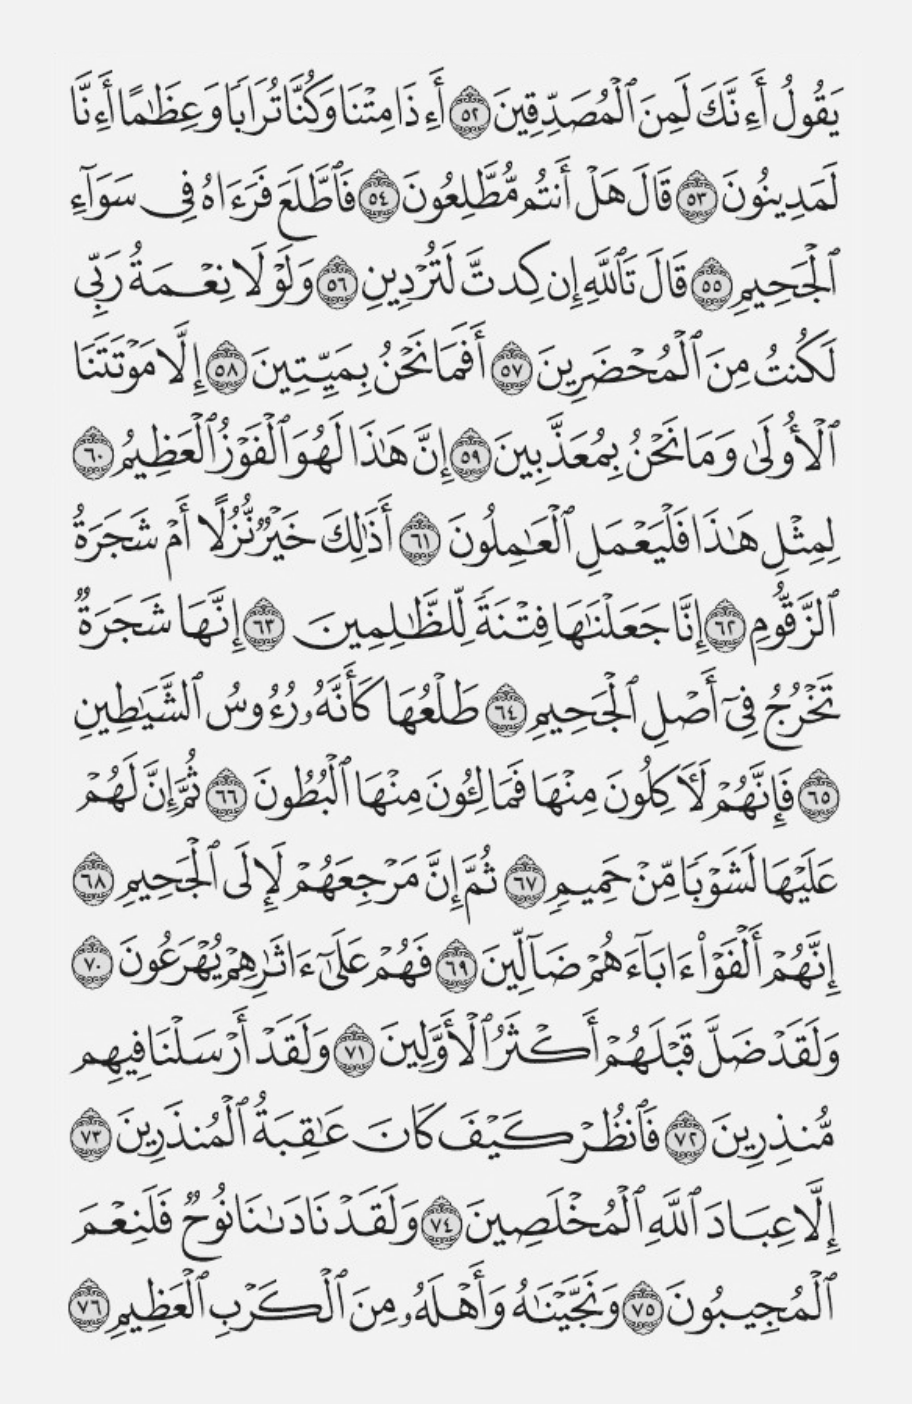 يَقُولُ أَءِنَّكَ لَمِنَ ٱلْمُصَدِّقِينَ ٥٢ أَءِذَا مِتْنَا وَكُنَّا تُرَابًا وَعِظَٰمًا أَءِنَّا
لَمَدِينُونَ ٥٣ قَالَ هَلْ أَنتُم مُّطَّلِعُونَ ٥٤ فَٱطَّلَعَ فَرَءَاهُ فِى سَوَآءِ
ٱلْجَحِيمِ ٥٥ قَالَ تَٱللَّهِ إِن كِدتَّ لَتُرْدِينِ ٥٦ وَلَوْلَا نِعْمَةُ رَبِّى
لَكُنتُ مِنَ ٱلْمُحْضَرِينَ ٥٧ أَفَمَا نَحْنُ بِمَيِّتِينَ ٥٨ إِلَّا مَوْتَتَنَا
ٱلْأُولَىٰ وَمَا نَحْنُ بِمُعَذَّبِينَ ٥٩ إِنَّ هَٰذَا لَهُوَ ٱلْفَوْزُ ٱلْعَظِيمُ ٦٠
لِمِثْلِ هَٰذَا فَلْيَعْمَلِ ٱلْعَٰمِلُونَ ٦١ أَذَٰلِكَ خَيْرٌ نُّزُلًا أَمْ شَجَرَةُ
ٱلزَّقُّومِ ٦٢ إِنَّا جَعَلْنَٰهَا فِتْنَةً لِّلظَّٰلِمِينَ ٦٣ إِنَّهَا شَجَرَةٌ
تَخْرُجُ فِىٓ أَصْلِ ٱلْجَحِيمِ ٦٤ طَلْعُهَا كَأَنَّهُۥ رُءُوسُ ٱلشَّيَٰطِينِ
٦٥ فَإِنَّهُمْ لَءَاكِلُونَ مِنْهَا فَمَالِـُٔونَ مِنْهَا ٱلْبُطُونَ ٦٦ ثُمَّ إِنَّ لَهُمْ
عَلَيْهَا لَشَوْبًا مِّنْ حَمِيمٍ ٦٧ ثُمَّ إِنَّ مَرْجِعَهُمْ لَإِلَى ٱلْجَحِيمِ ٦٨
إِنَّهُمْ أَلْفَوْا۟ ءَابَآءَهُمْ ضَآلِّينَ ٦٩ فَهُمْ عَلَىٰٓ ءَاثَٰرِهِمْ يُهْرَعُونَ ٧٠
وَلَقَدْ ضَلَّ قَبْلَهُمْ أَكْثَرُ ٱلْأَوَّلِينَ ٧١ وَلَقَدْ أَرْسَلْنَا فِيهِم
مُّنذِرِينَ ٧٢ فَٱنظُرْ كَيْفَ كَانَ عَٰقِبَةُ ٱلْمُنذَرِينَ ٧٣
إِلَّا عِبَادَ ٱللَّهِ ٱلْمُخْلَصِينَ ٧٤ وَلَقَدْ نَادَىٰنَا نُوحٌ فَلَنِعْمَ
ٱلْمُجِيبُونَ ٧٥ وَنَجَّيْنَٰهُ وَأَهْلَهُۥ مِنَ ٱلْكَرْبِ ٱلْعَظِيمِ ٧٦